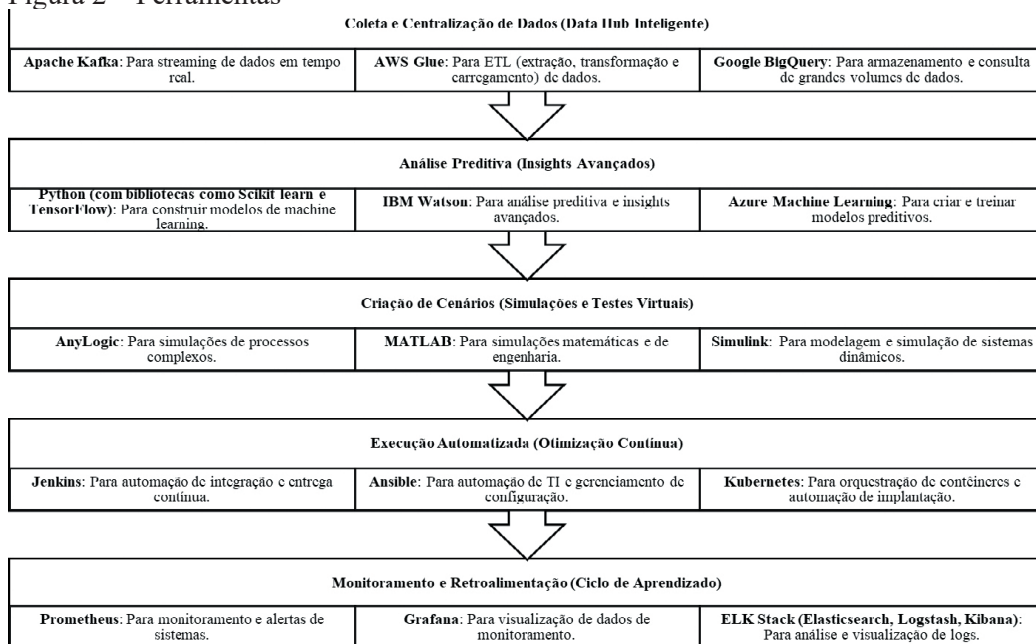 Figura 2 – Ferramentas
Coleta e Centralização de Dados (Data Hub Inteligente)
Apache Kafka: Para streaming de dados em tempo
real.
AWS Glue: Para ETL (extração, transformação e
carregamento) de dados.
Google BigQuery: Para armazenamento e consulta
de grandes volumes de dados.
Análise Preditiva (Insights Avançados)
Python (com bibliotecas como Scikit learn e
TensorFlow): Para construir modelos de machine
learning.
IBM Watson: Para análise preditiva e insights
avançados.
Azure Machine Learning: Para criar e treinar
modelos preditivos.
Criação de Cenários (Simulações e Testes Virtuais)
AnyLogic: Para simulações de processos
complexos.
MATLAB: Para simulações matemáticas e de
engenharia.
Simulink: Para modelagem e simulação de sistemas
dinâmicos.
Execução Automatizada (Otimização Contínua)
Jenkins: Para automação de integração e entrega
contínua.
Ansible: Para automação de TI e gerenciamento de
configuração.
Kubernetes: Para orquestração de contêineres e
automação de implantação.
Monitoramento e Retroalimentação (Ciclo de Aprendizado)
Prometheus: Para monitoramento e alertas de
sistemas.
Grafana: Para visualização de dados de
monitoramento.
ELK Stack (Elasticsearch, Logstash, Kibana):
Para análise e visualização de logs.